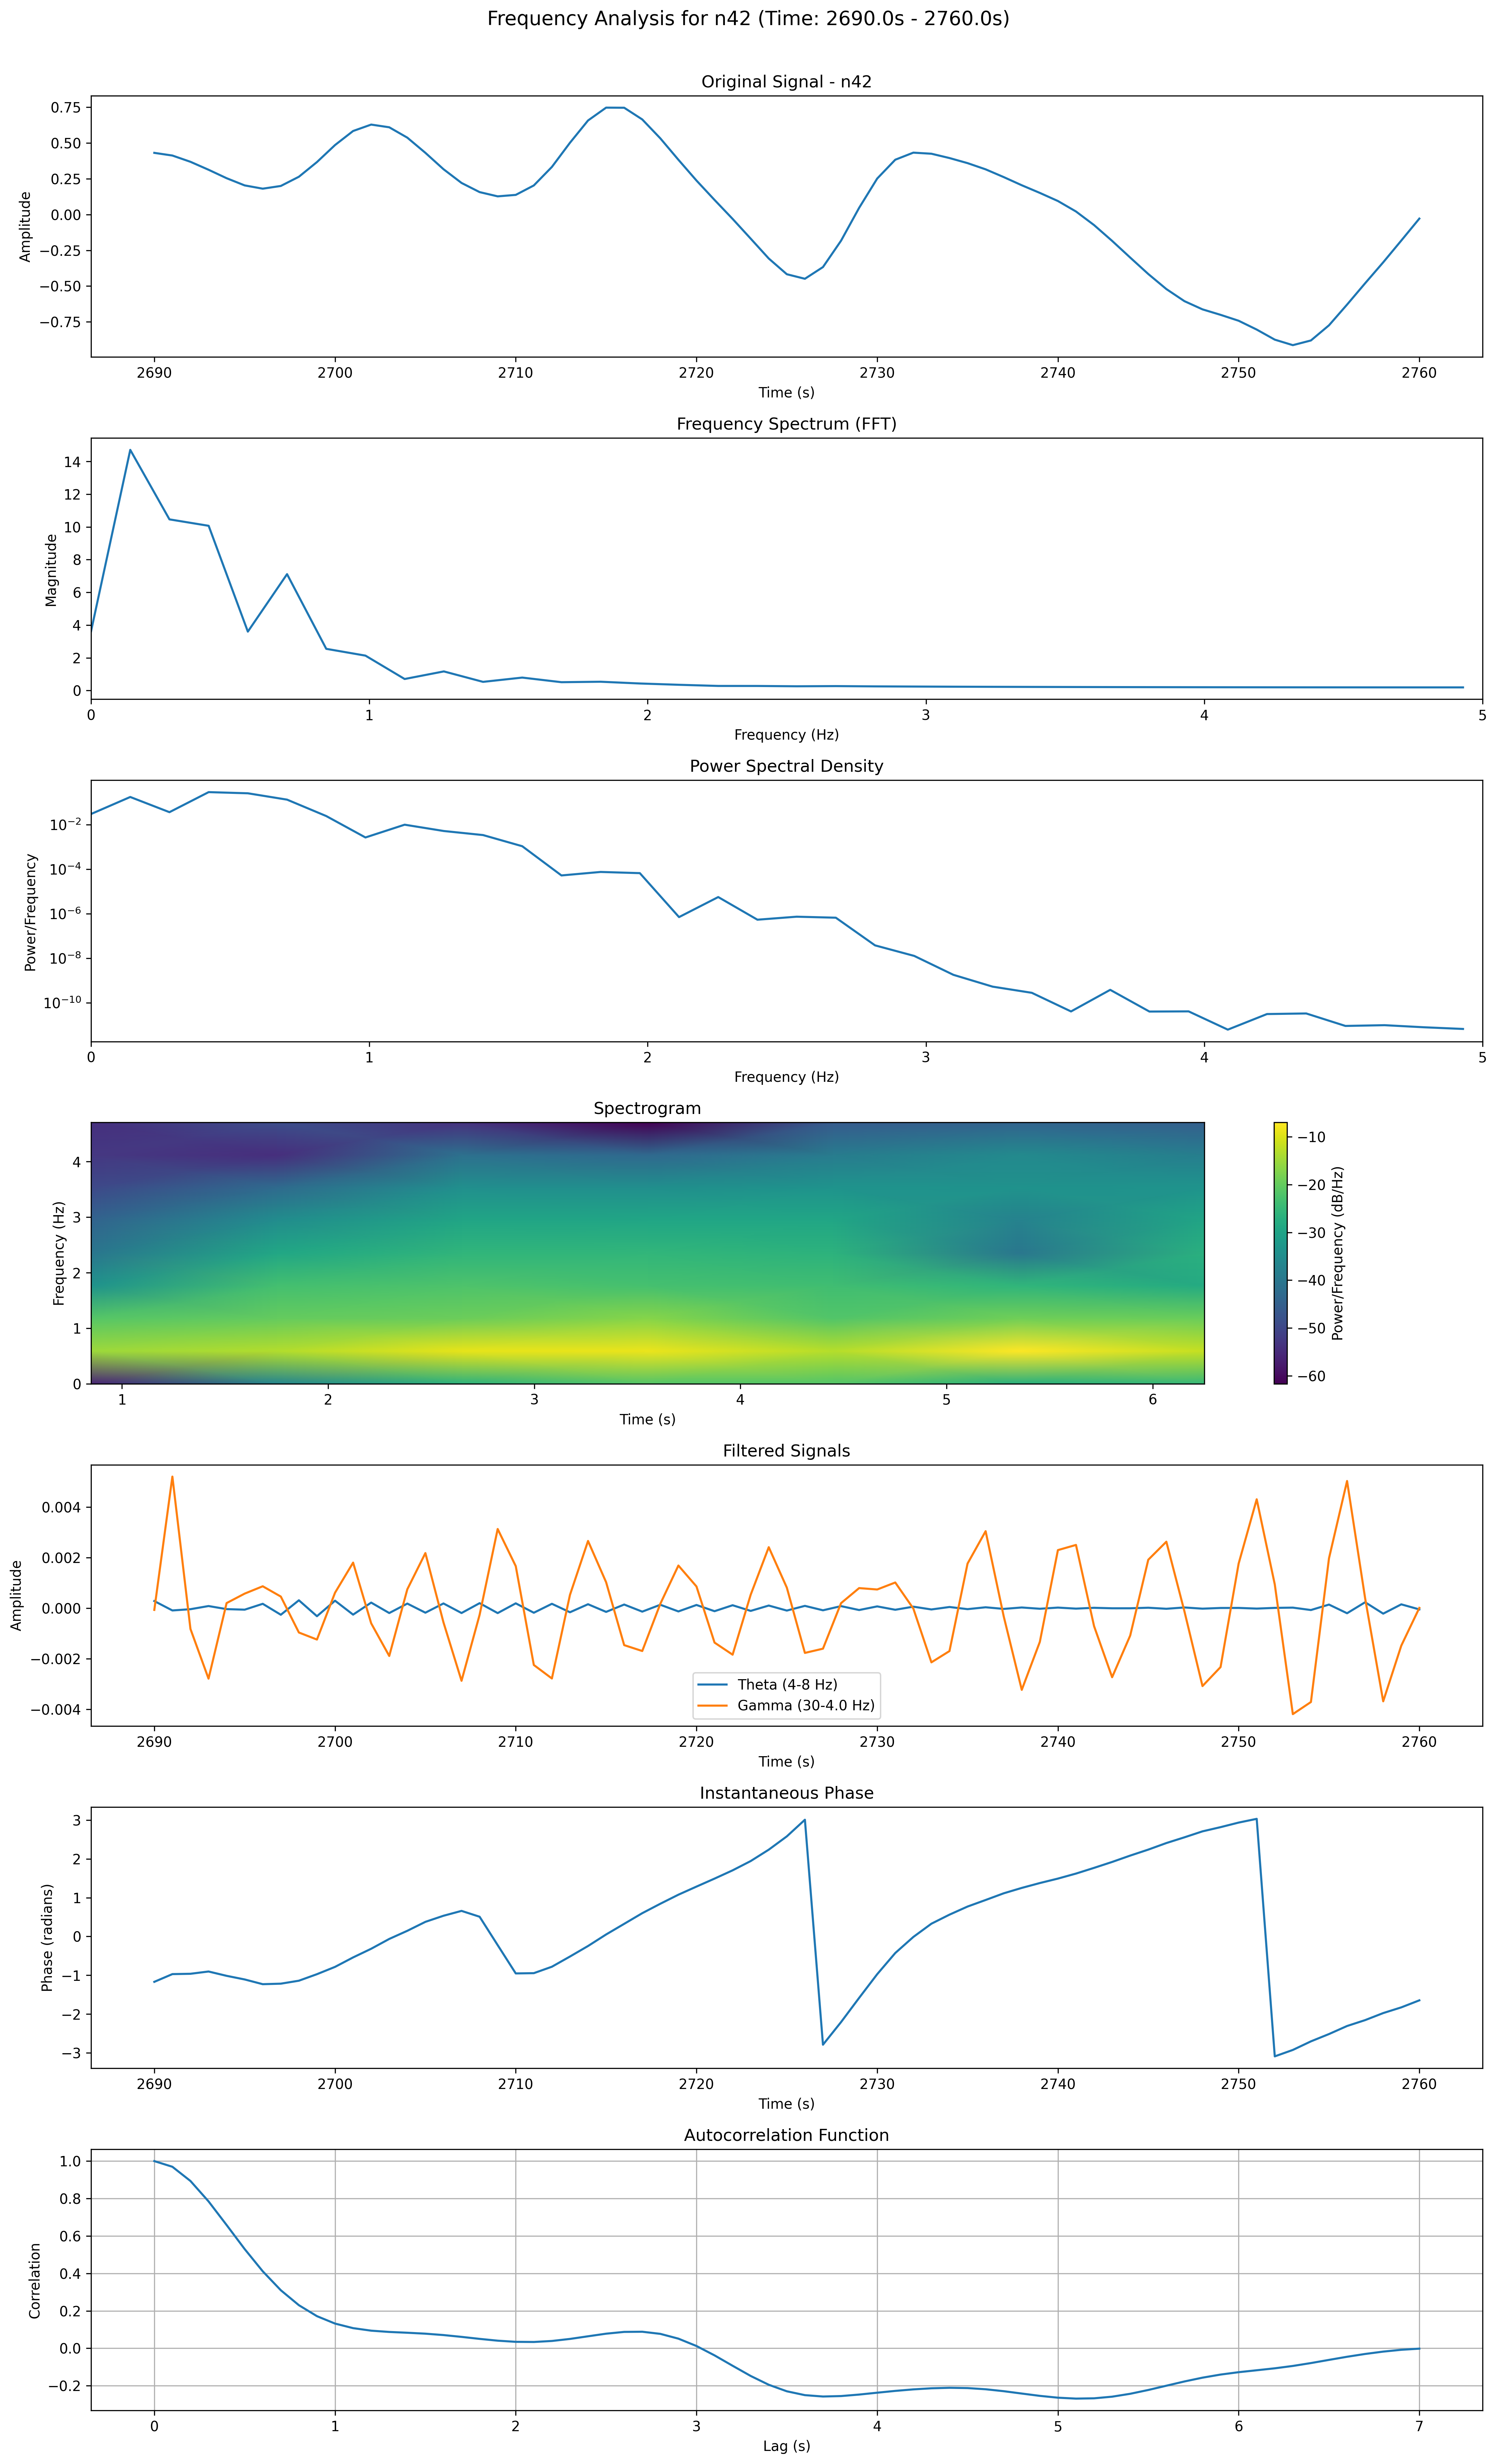 Frequency Analysis for n42 (Time: 2690.0s - 2760.0s)
Original Signal - n42
0.75
0.50
0.25
0.00
−0.25
−0.50
−0.75
Amplitude
2690 2700 2710 2720 2730 2740 2750 2760
Time (s)
Frequency Spectrum (FFT)
14
12
10
8
6
4
2
0
Magnitude
0 1 2 3 4 5
Frequency (Hz)
Power Spectral Density
10⁻²
10⁻⁴
10⁻⁶
10⁻⁸
10⁻¹⁰
Power/Frequency
0 1 2 3 4 5
Frequency (Hz)
Spectrogram
4
3
2
1
0
Frequency (Hz)
1 2 3 4 5 6
Time (s)
−10
−20
−30
−40
−50
−60
Power/Frequency (dB/Hz)
Filtered Signals
0.004
0.002
0.000
−0.002
−0.004
Amplitude
Theta (4-8 Hz)
Gamma (30-4.0 Hz)
2690 2700 2710 2720 2730 2740 2750 2760
Time (s)
Instantaneous Phase
3
2
1
0
−1
−2
−3
Phase (radians)
2690 2700 2710 2720 2730 2740 2750 2760
Time (s)
Autocorrelation Function
1.0
0.8
0.6
0.4
0.2
0.0
−0.2
Correlation
0 1 2 3 4 5 6 7
Lag (s)